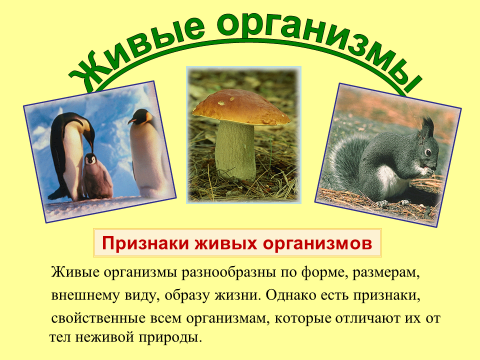 Живые организмы
Признаки живых организмов
Живые организмы разнообразны по форме, размерам,
внешнему виду, образу жизни. Однако есть признаки,
свойственные всем организмам, которые отличают их от
тел неживой природы.